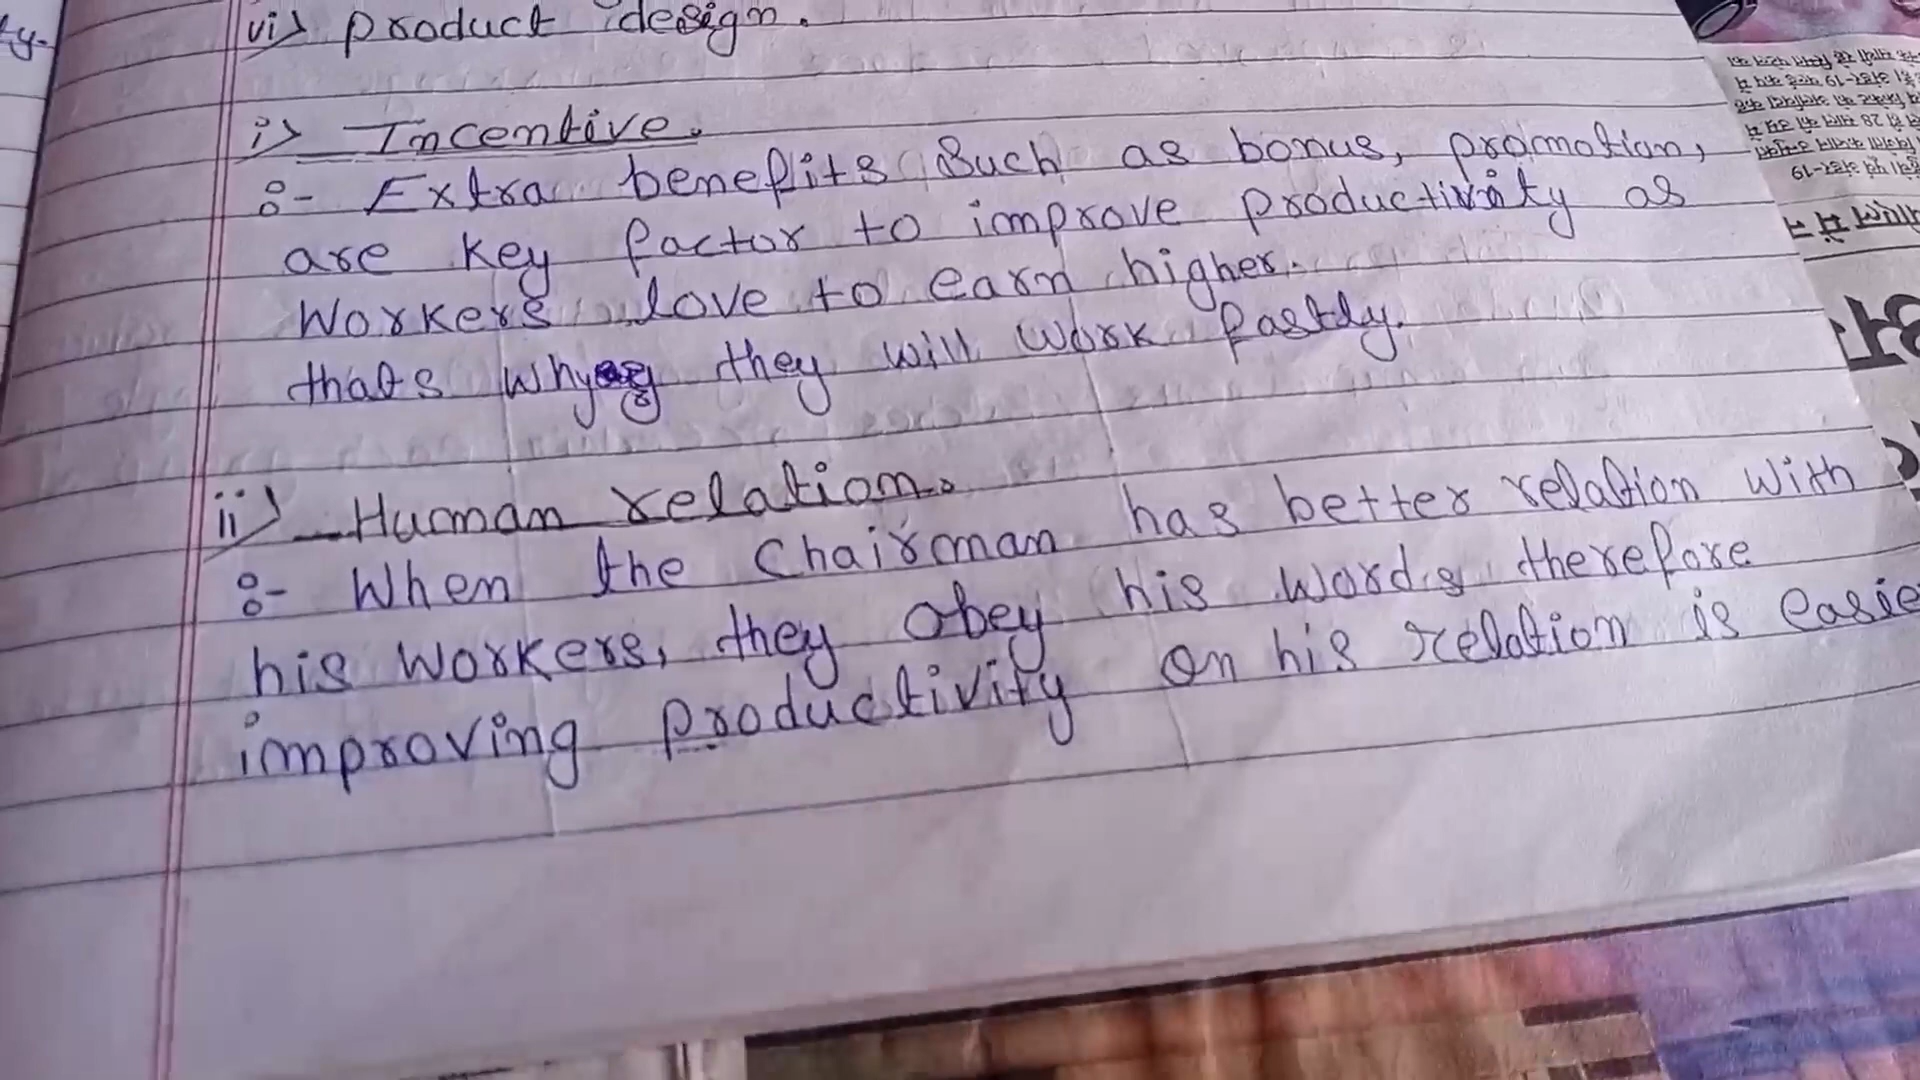 vi) product design.
i) Incentive.
:- Extra benefits such as bonus, promotion,
are key factor to improve productivity as
Workers love to earn higher.
thats why they will work fastly.
ii) Human relation.
:- When the Chairman has better relation with
his workers, they obey his words therefore
improving productivity on his relation is easie